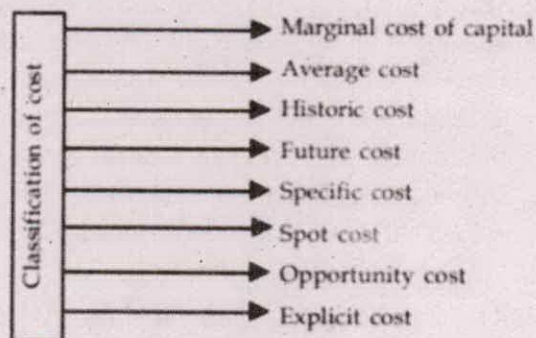 Classification of cost
Marginal cost of capital
Average cost
Historic cost
Future cost
Specific cost
Spot cost
Opportunity cost
Explicit cost